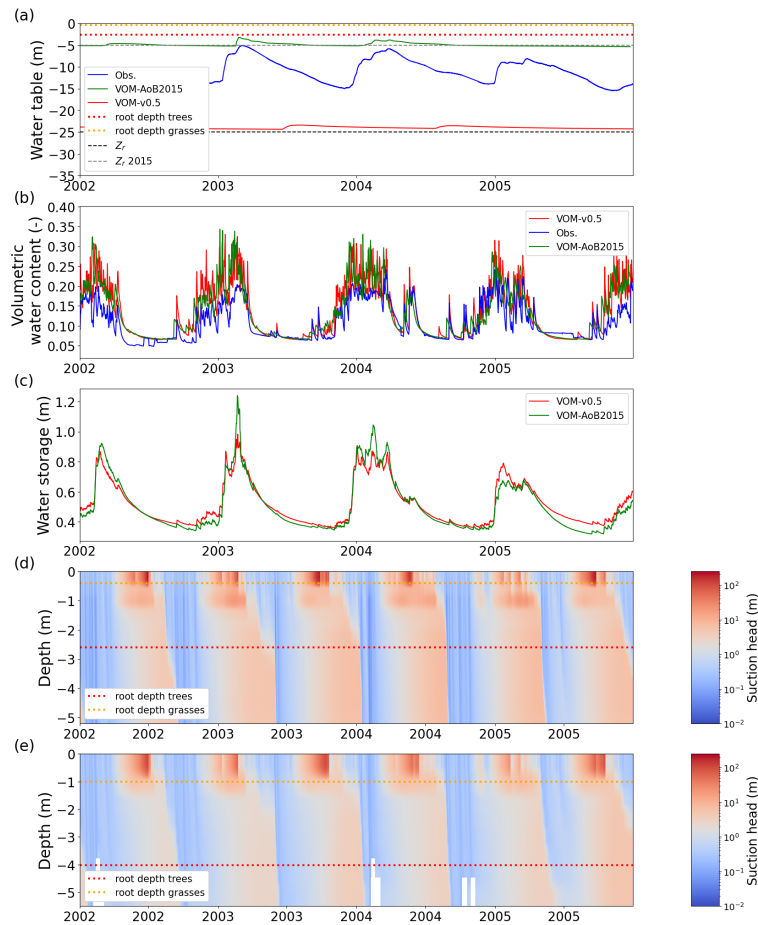 (a)
Water table (m)
0
−5
−10
−15
−20
−25
−30
−35
Obs.
VOM-AoB2015
VOM-v0.5
root depth trees
root depth grasses
Zr
Zr 2015
2002 2003 2004 2005
(b)
Volumetric
water content (-)
0.40
0.35
0.30
0.25
0.20
0.15
0.10
0.05
VOM-v0.5
Obs.
VOM-AoB2015
2002 2003 2004 2005
(c)
Water storage (m)
1.2
1.0
0.8
0.6
0.4
VOM-v0.5
VOM-AoB2015
2002 2003 2004 2005
(d)
Depth (m)
0
−1
−2
−3
−4
−5
root depth trees
root depth grasses
2002 2002 2003 2003 2004 2004 2005 2005
10²
10¹
10⁰
10⁻¹
10⁻²
Suction head (m)
(e)
Depth (m)
0
−1
−2
−3
−4
−5
root depth trees
root depth grasses
2002 2002 2003 2003 2004 2004 2005 2005
10²
10¹
10⁰
10⁻¹
10⁻²
Suction head (m)